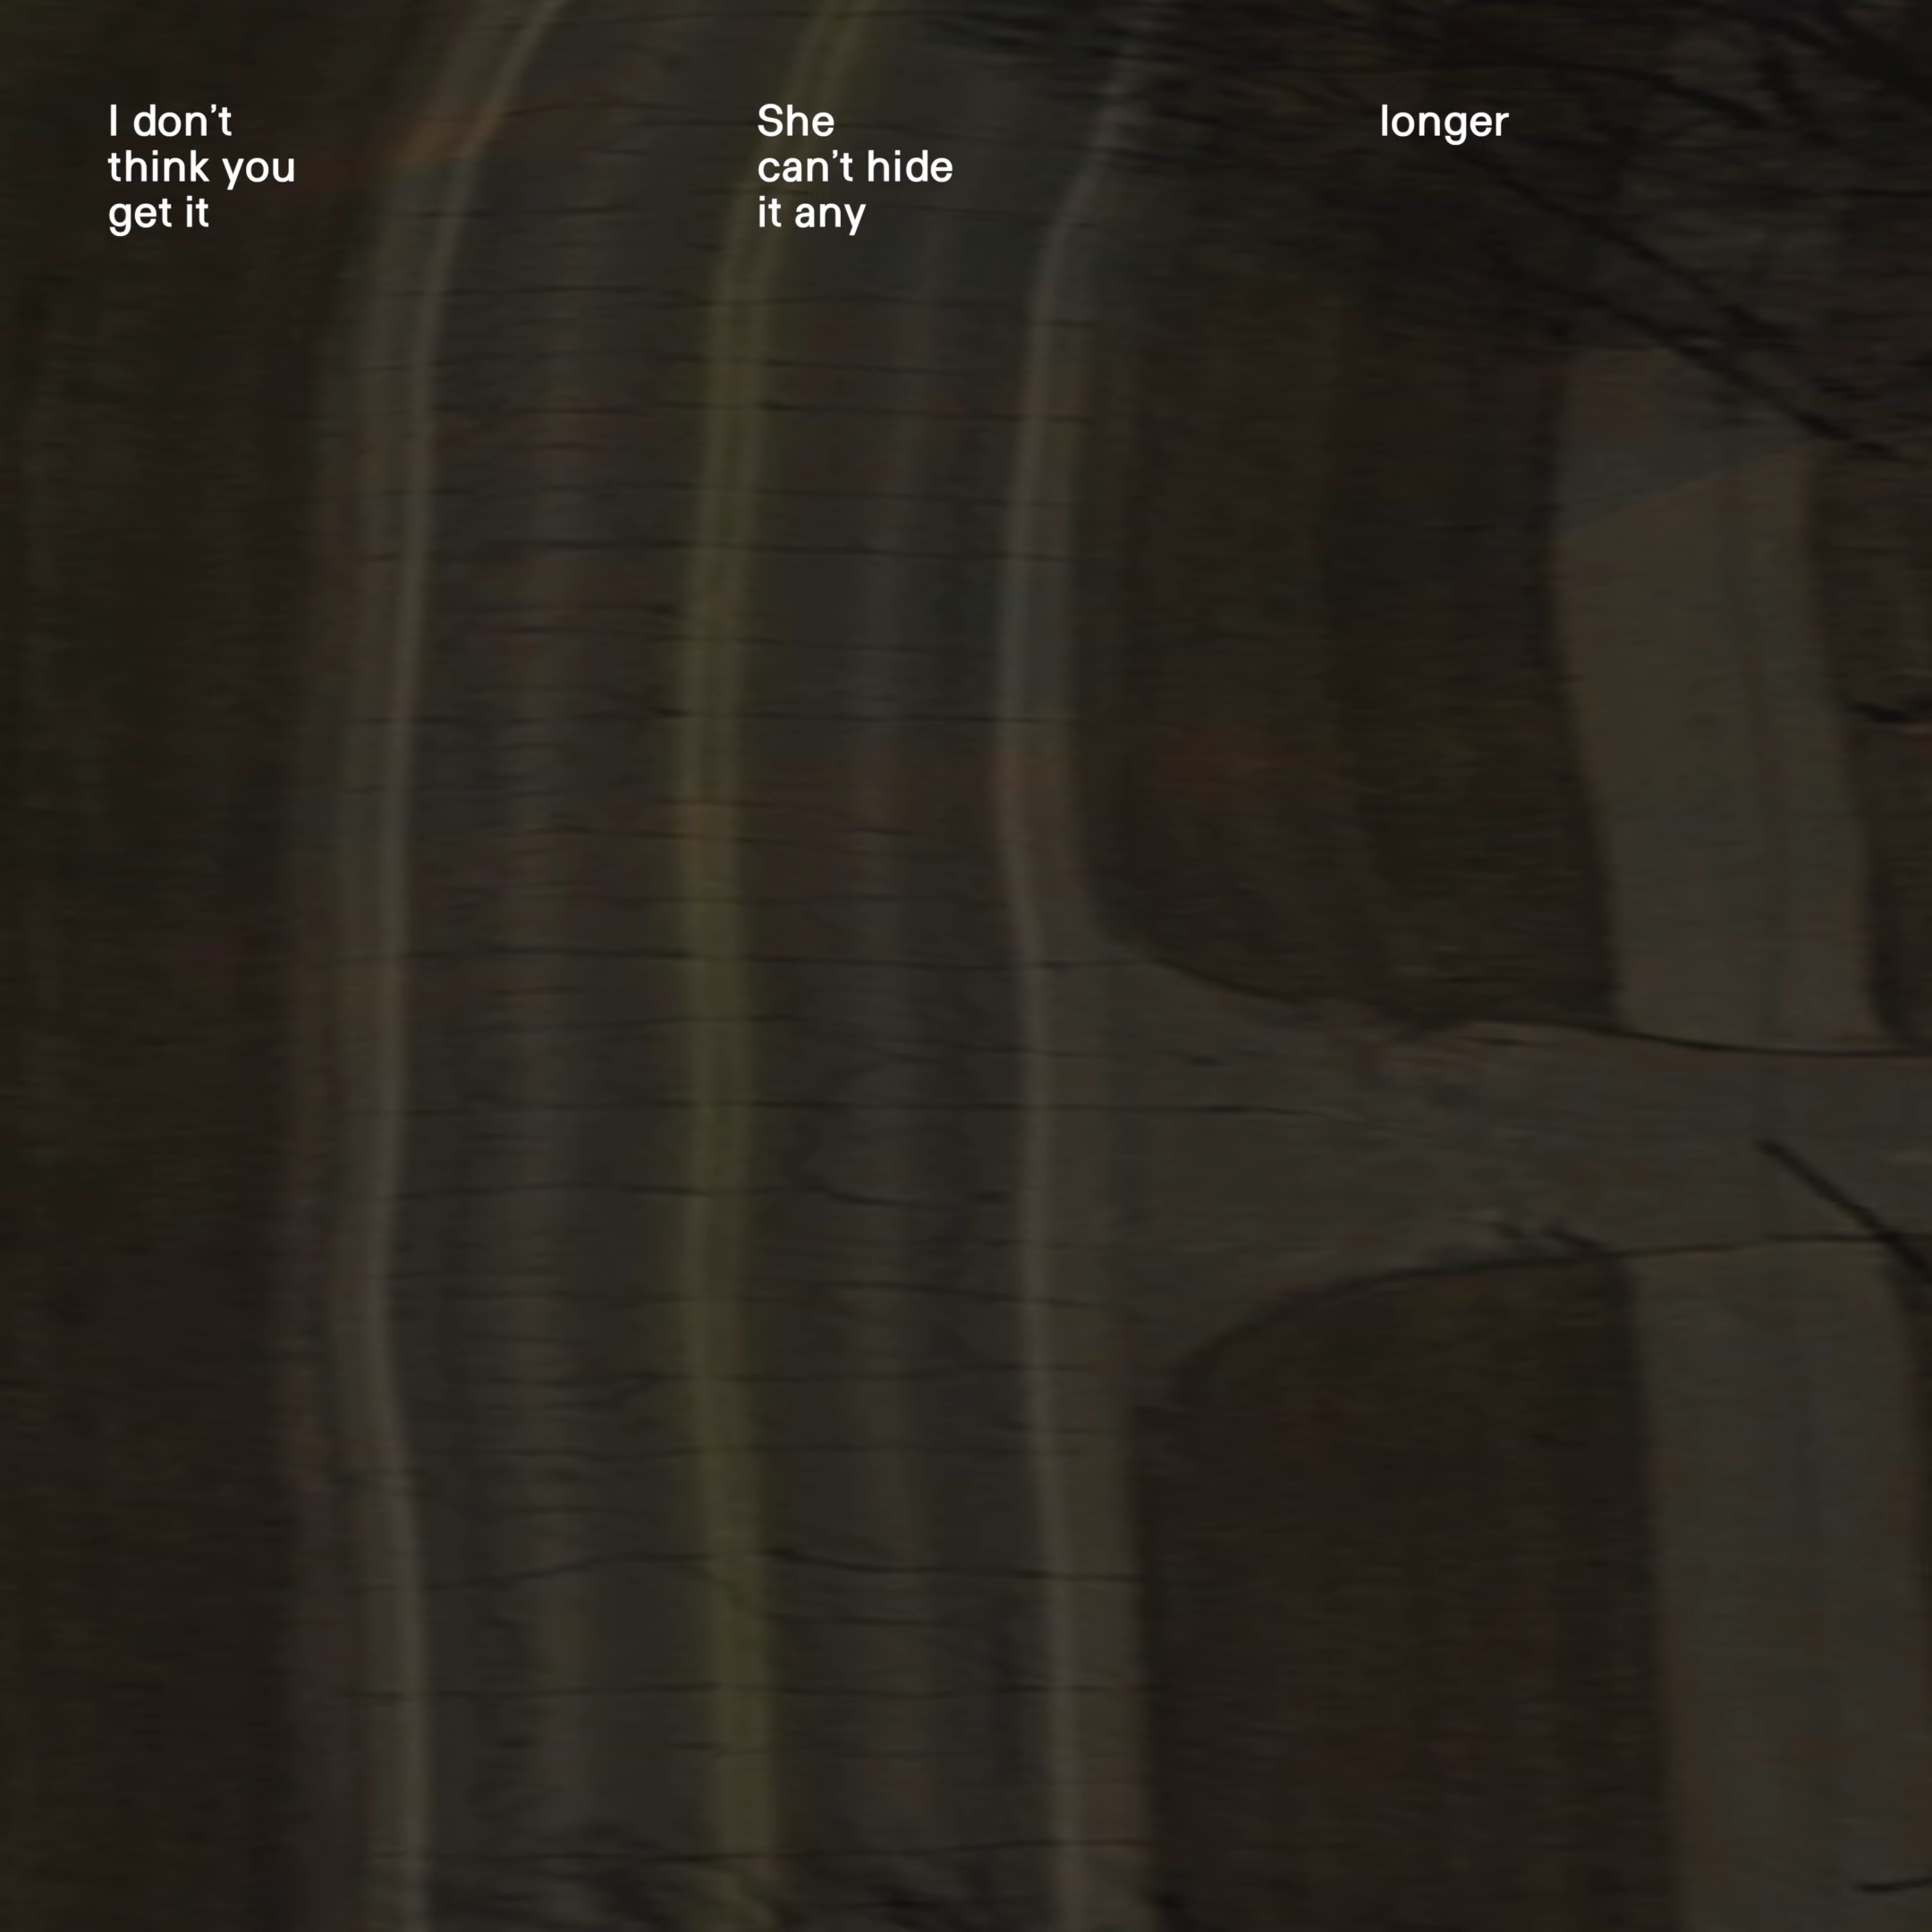 I don’t
think you
get it
She
can’t hide
it any
longer